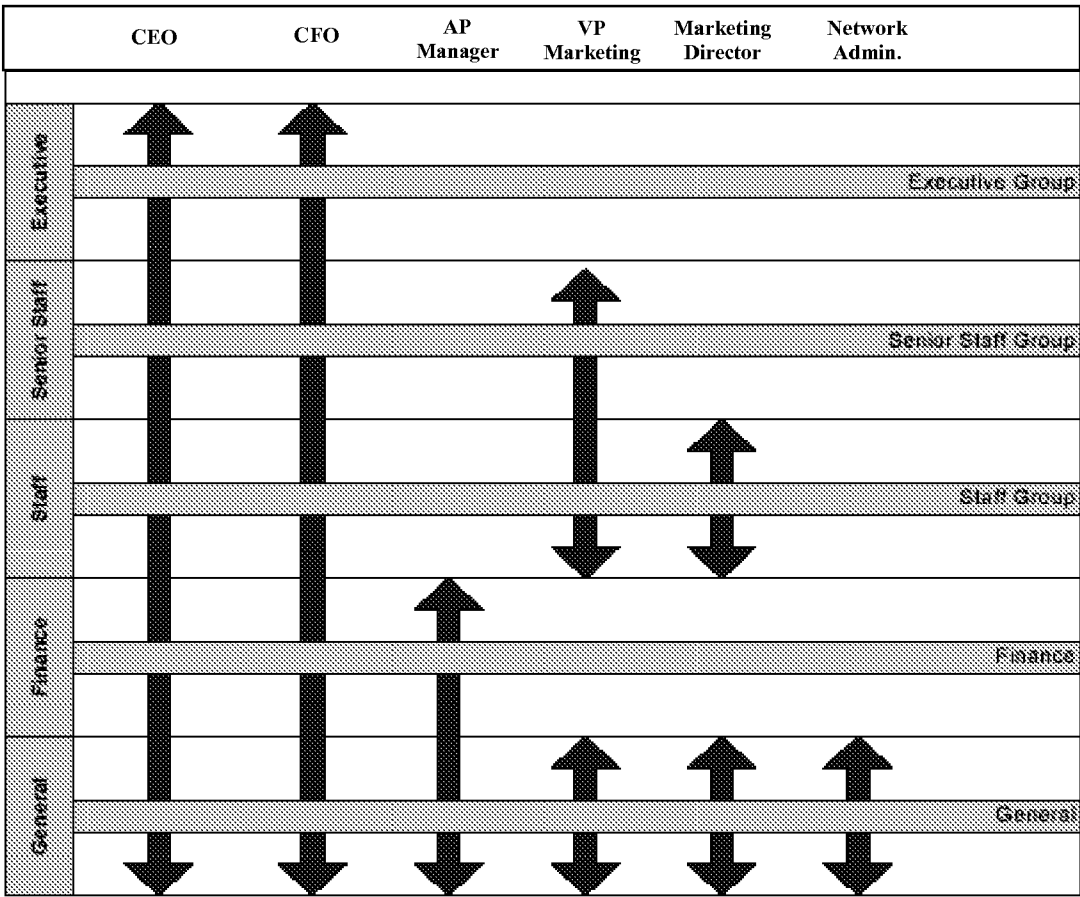 CEO
CFO
AP
Manager
VP
Marketing
Marketing
Director
Network
Admin.
Executive
Executive Group
Senior Staff
Senior Staff Group
Staff
Staff Group
Finance
Finance
General
General